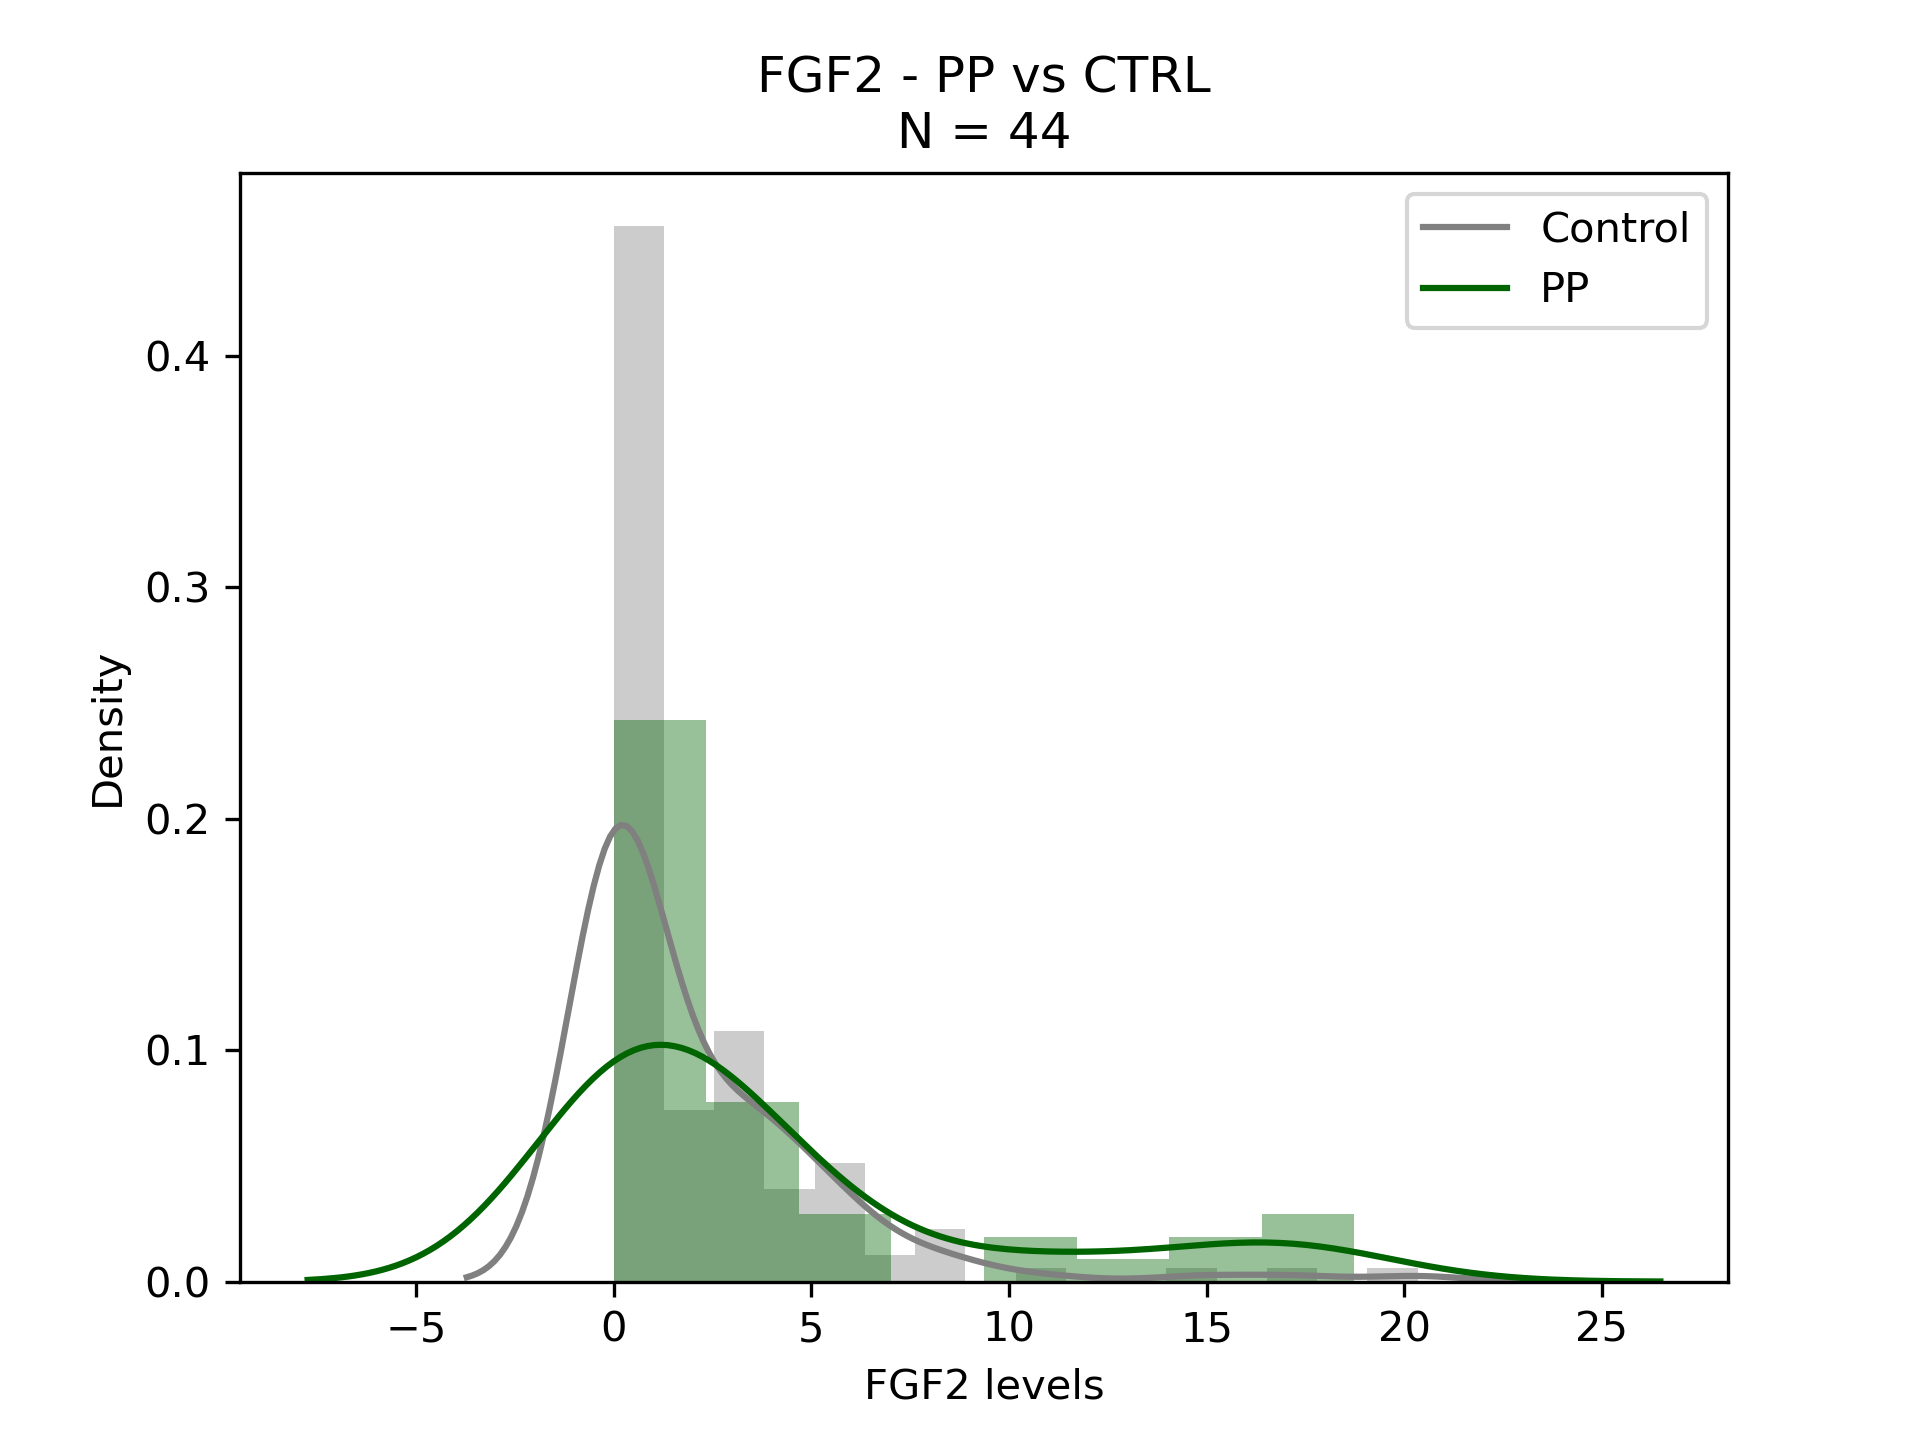 FGF2 - PP vs CTRL
N = 44
Control
PP
0.4
0.3
0.2
0.1
0.0
Density
−5 0 5 10 15 20 25
FGF2 levels